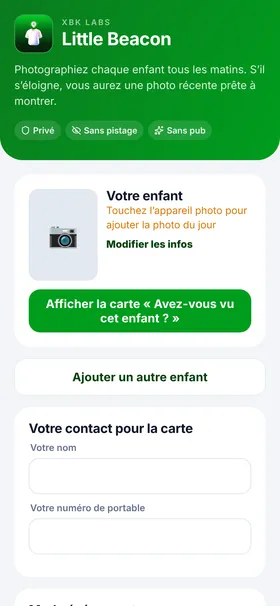 XBK LABS
Little Beacon
Photographiez chaque enfant tous les matins. S'il
s'éloigne, vous aurez une photo récente prête à
montrer.
Privé
Sans pistage
Sans pub
Votre enfant
Touchez l'appareil photo pour
ajouter la photo du jour
Modifier les infos
Afficher la carte « Avez-vous vu
cet enfant ? »
Ajouter un autre enfant
Votre contact pour la carte
Votre nom
Votre numéro de portable